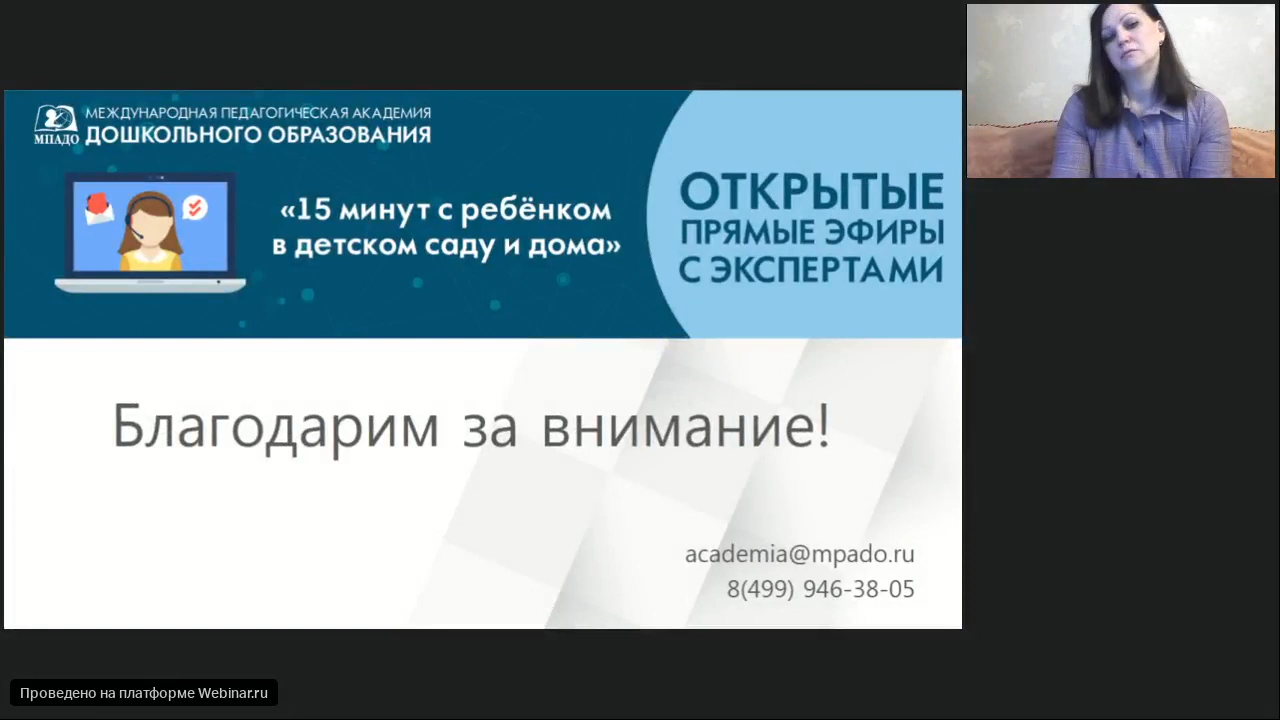 МЕЖДУНАРОДНАЯ ПЕДАГОГИЧЕСКАЯ АКАДЕМИЯ
МПАДО ДОШКОЛЬНОГО ОБРАЗОВАНИЯ
«15 минут с ребёнком
в детском саду и дома»
ОТКРЫТЫЕ
ПРЯМЫЕ ЭФИРЫ
С ЭКСПЕРТАМИ
Благодарим за внимание!
academia@mpado.ru
8(499) 946-38-05
Проведено на платформе Webinar.ru